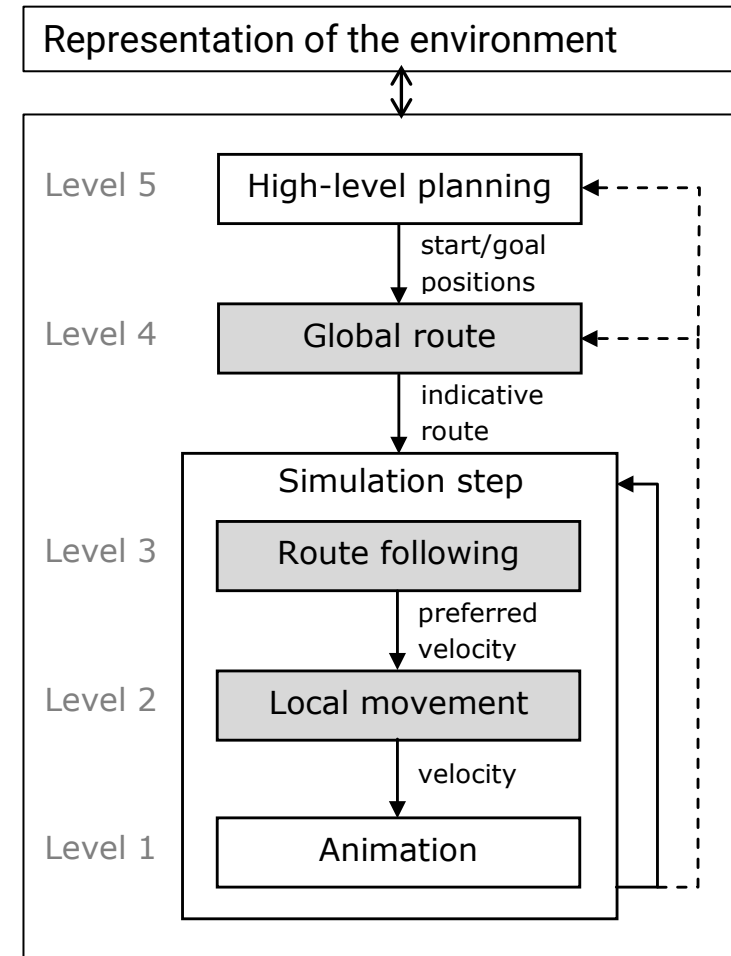 Representation of the environment
Level 5
High-level planning
start/goal
positions
Level 4
Global route
indicative
route
Simulation step
Level 3
Route following
preferred
velocity
Level 2
Local movement
velocity
Level 1
Animation